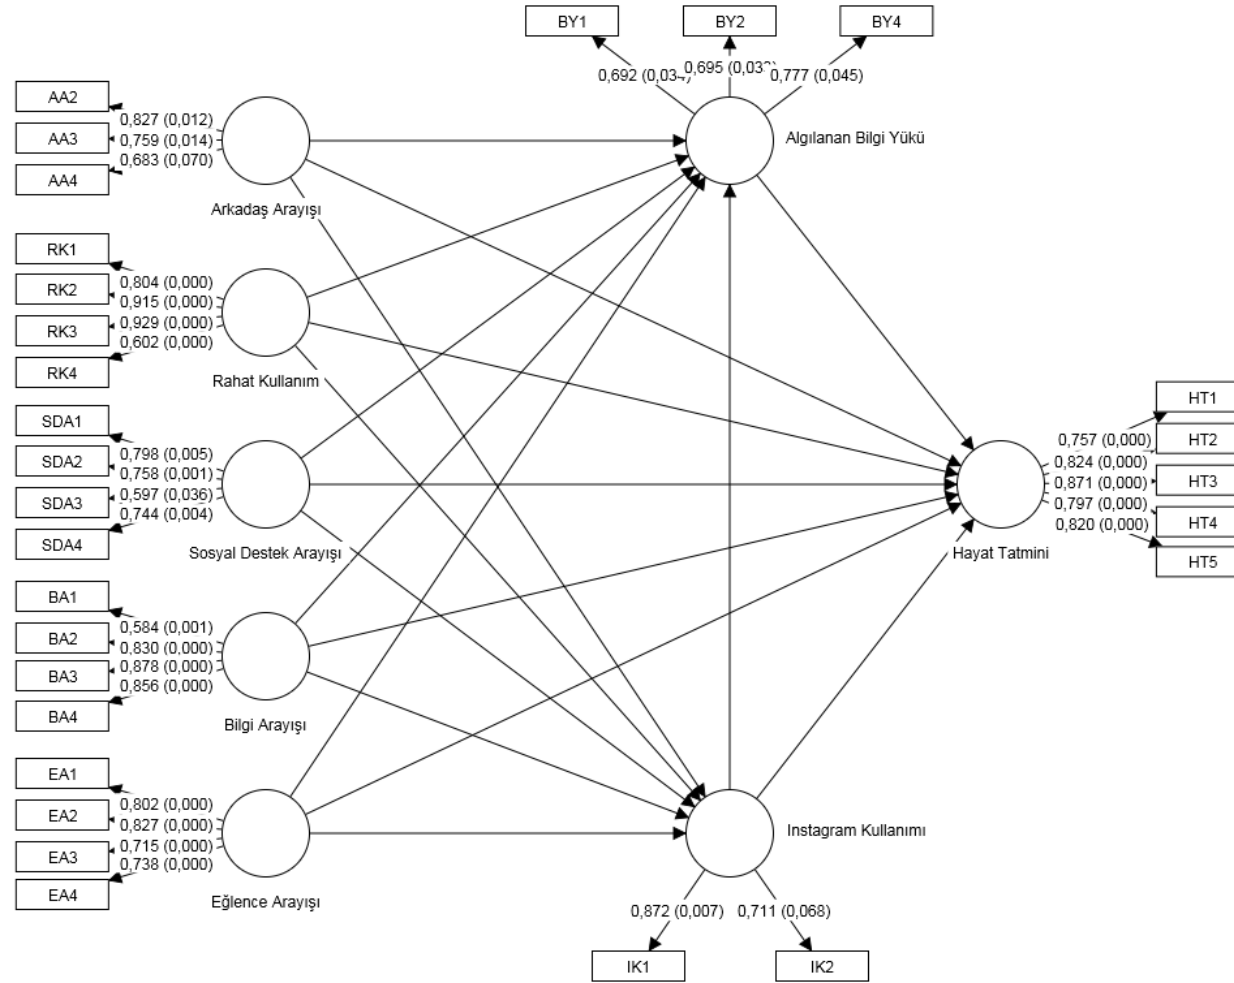 BY1
BY2
BY4
0,692 (0,034)
0,695 (0,03
0,777 (0,045)
Algılanan Bilgi Yükü
AA2
AA3
AA4
0,827 (0,012)
0,759 (0,014)
0,683 (0,070)
Arkadaş Arayışı
RK1
RK2
RK3
RK4
0,804 (0,000)
0,915 (0,000)
0,929 (0,000)
0,602 (0,000)
Rahat Kullanım
SDA1
SDA2
SDA3
SDA4
0,798 (0,005)
0,758 (0,001)
0,597 (0,036)
0,744 (0,004)
Sosyal Destek Arayışı
HT1
HT2
HT3
HT4
HT5
0,757 (0,000)
0,824 (0,000)
0,871 (0,000)
0,797 (0,000)
0,820 (0,000)
Hayat Tatmini
BA1
BA2
BA3
BA4
0,584 (0,001)
0,830 (0,000)
0,878 (0,000)
0,856 (0,000)
Bilgi Arayışı
EA1
EA2
EA3
EA4
0,802 (0,000)
0,827 (0,000)
0,715 (0,000)
0,738 (0,000)
Eğlence Arayışı
Instagram Kullanımı
0,872 (0,007)
0,711 (0,068)
IK1
IK2